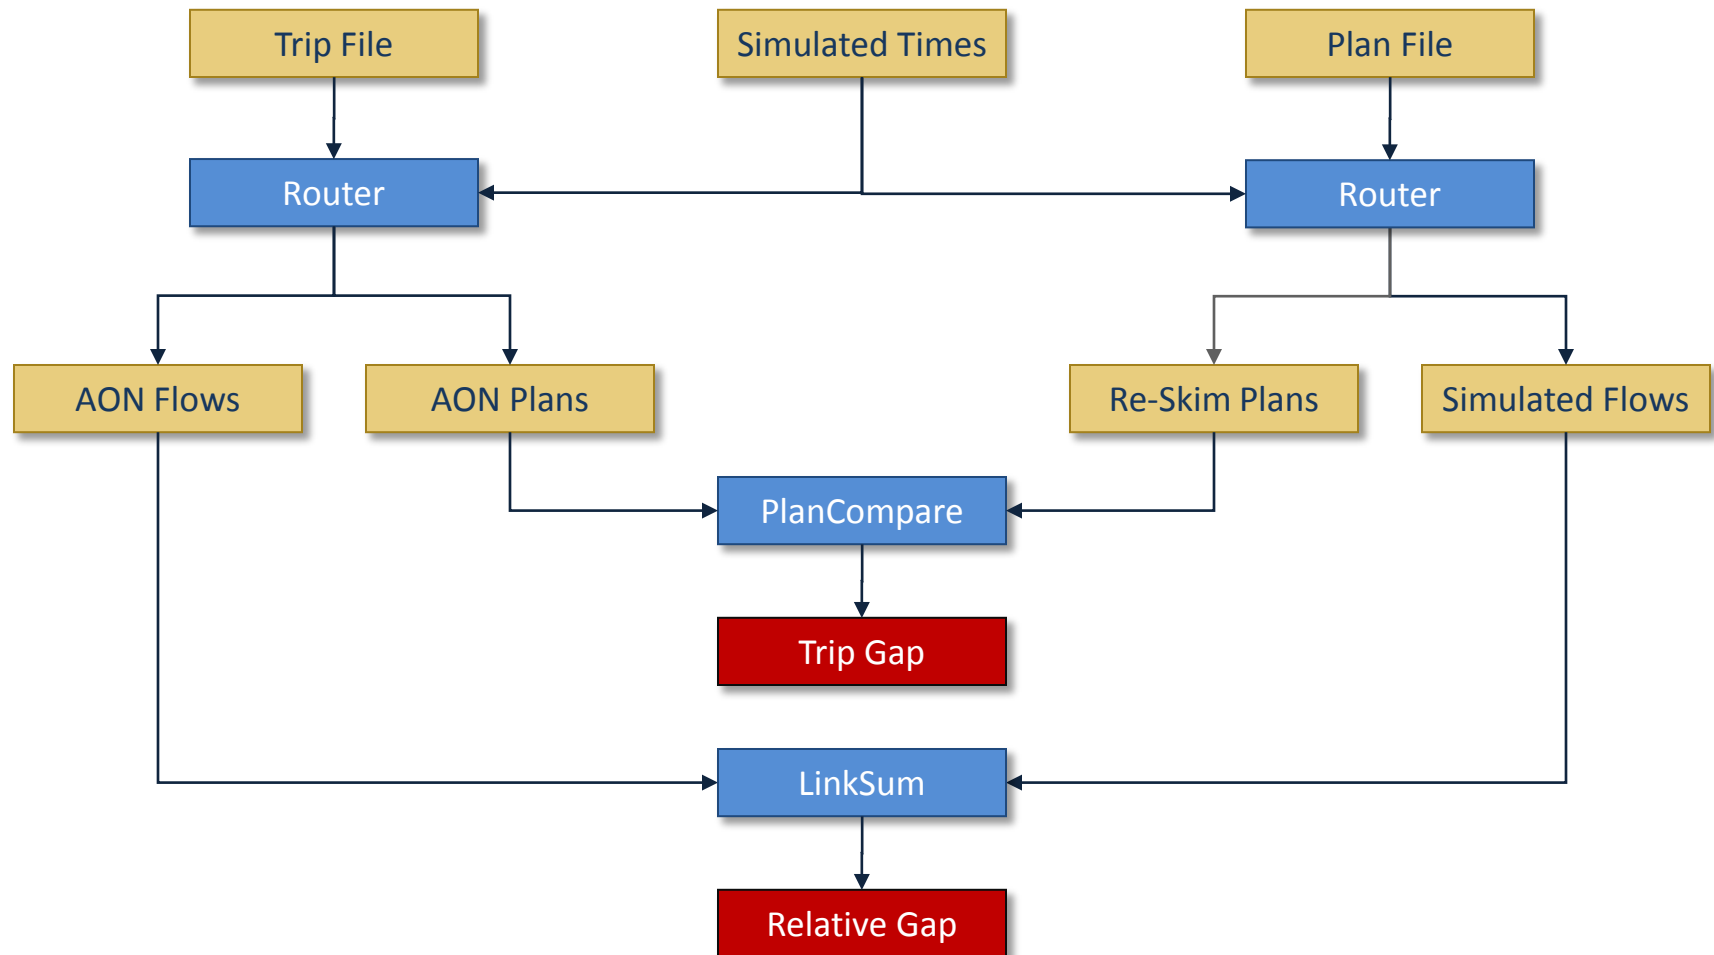 Trip File
Simulated Times
Plan File
Router
Router
AON Flows
AON Plans
Re-Skim Plans
Simulated Flows
PlanCompare
Trip Gap
LinkSum
Relative Gap